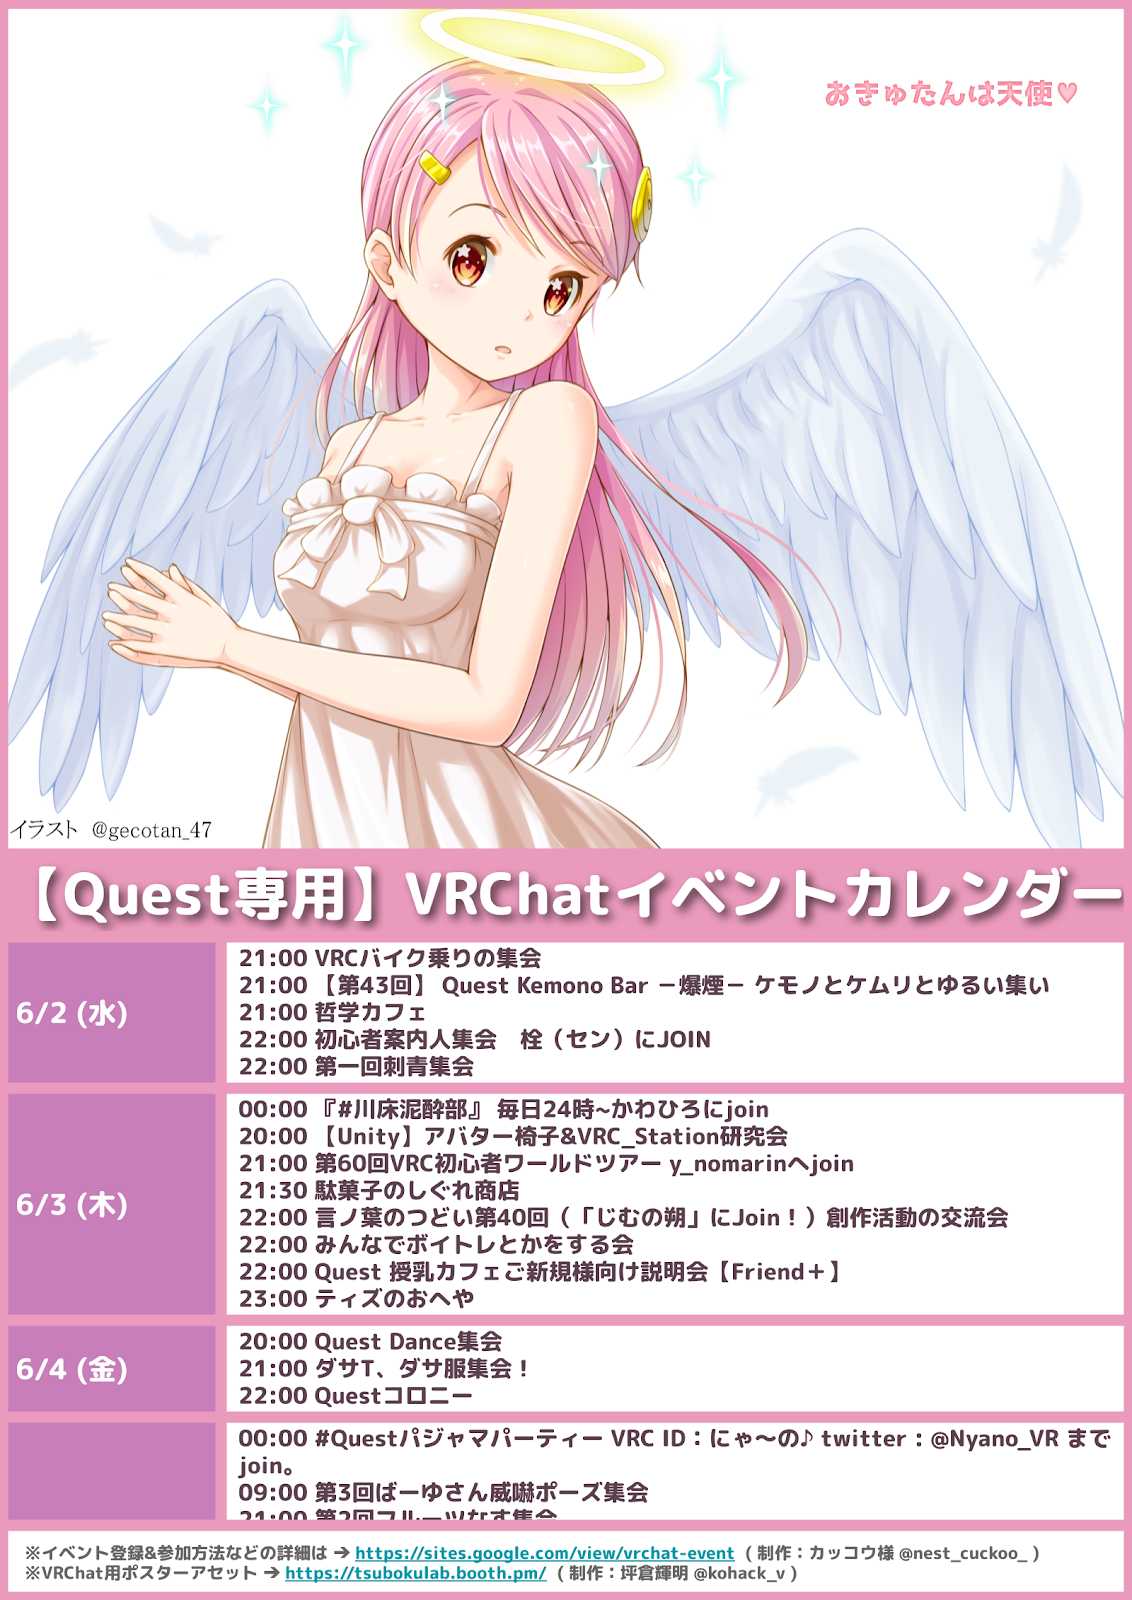 おきゅたんは天使♥
イラスト @gecotan_47
【Quest専用】VRChatイベントカレンダー
6/2 (水)
21:00 VRCバイク乗りの集会
21:00 【第43回】 Quest Kemono Bar －爆煙－ ケモノとケムリとゆるい集い
21:00 哲学カフェ
22:00 初心者案内人集会　栓（セン）にJOIN
22:00 第一回刺青集会
6/3 (木)
00:00 『#川床泥酔部』 毎日24時~かわひろにjoin
20:00 【Unity】アバター椅子&VRC_Station研究会
21:00 第60回VRC初心者ワールドツアー y_nomarinへjoin
21:30 駄菓子のしぐれ商店
22:00 言ノ葉のつどい第40回（「じむの朔」にJoin！）創作活動の交流会
22:00 みんなでボイトレとかをする会
22:00 Quest 授乳カフェご新規様向け説明会【Friend＋】
23:00 ティズのおへや
6/4 (金)
20:00 Quest Dance集会
21:00 ダサT、ダサ服集会！
22:00 Questコロニー
00:00 #Questパジャマパーティー VRC ID：にゃ～の♪ twitter：@Nyano_VR まで
join。
09:00 第3回ばーゆさん威嚇ポーズ集会
21:00 第2回フルーツなす集会
※イベント登録&参加方法などの詳細は ➔ https://sites.google.com/view/vrchat-event （制作：カッコウ様 @nest_cuckoo_）
※VRChat用ポスターアセット ➔ https://tsubokulab.booth.pm/ （制作：坪倉輝明 @kohack_v）